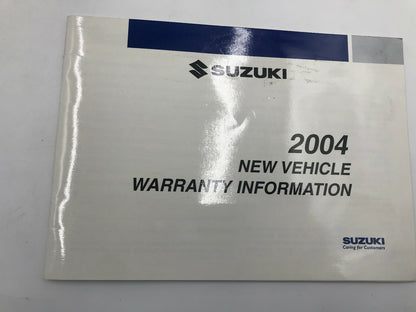 SUZUKI
2004
NEW VEHICLE
WARRANTY INFORMATION
SUZUKI
Caring for Customers